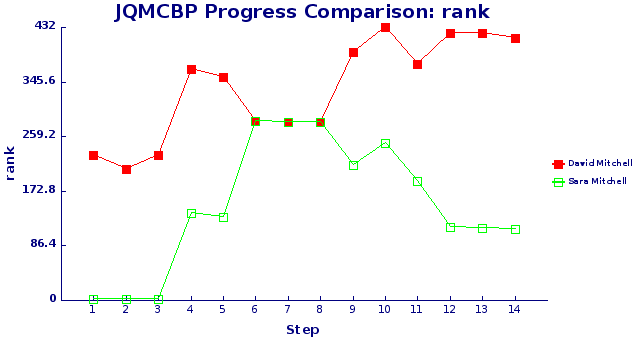 JQMCBP Progress Comparison: rank
432
345.6
259.2
172.8
86.4
0
rank
1 2 3 4 5 6 7 8 9 10 11 12 13 14
Step
David Mitchell
Sara Mitchell